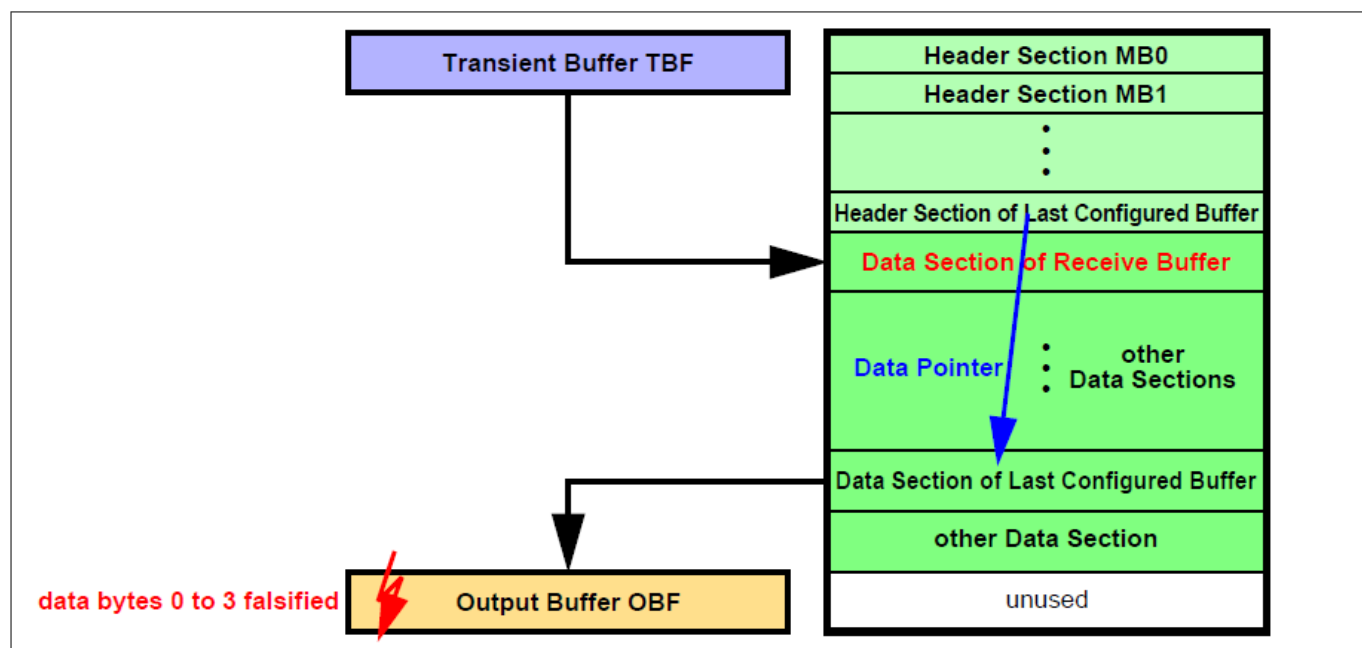 Transient Buffer TBF
Header Section MB0
Header Section MB1
Header Section of Last Configured Buffer
Data Section of Receive Buffer
Data Pointer
other
Data Sections
Data Section of Last Configured Buffer
other Data Section
data bytes 0 to 3 falsified
Output Buffer OBF
unused